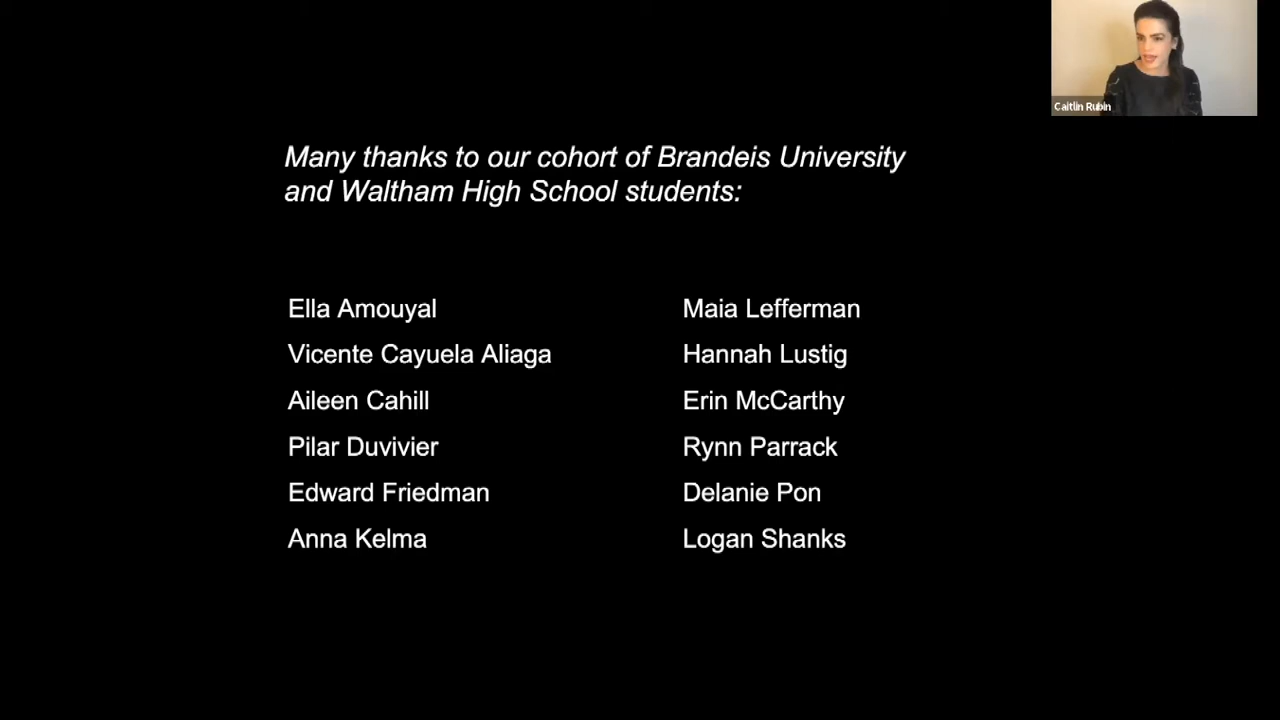 Caitlin Rubin
Many thanks to our cohort of Brandeis University
and Waltham High School students:
Ella Amouyal
Vicente Cayuela Aliaga
Aileen Cahill
Pilar Duvivier
Edward Friedman
Anna Kelma
Maia Lefferman
Hannah Lustig
Erin McCarthy
Rynn Parrack
Delanie Pon
Logan Shanks